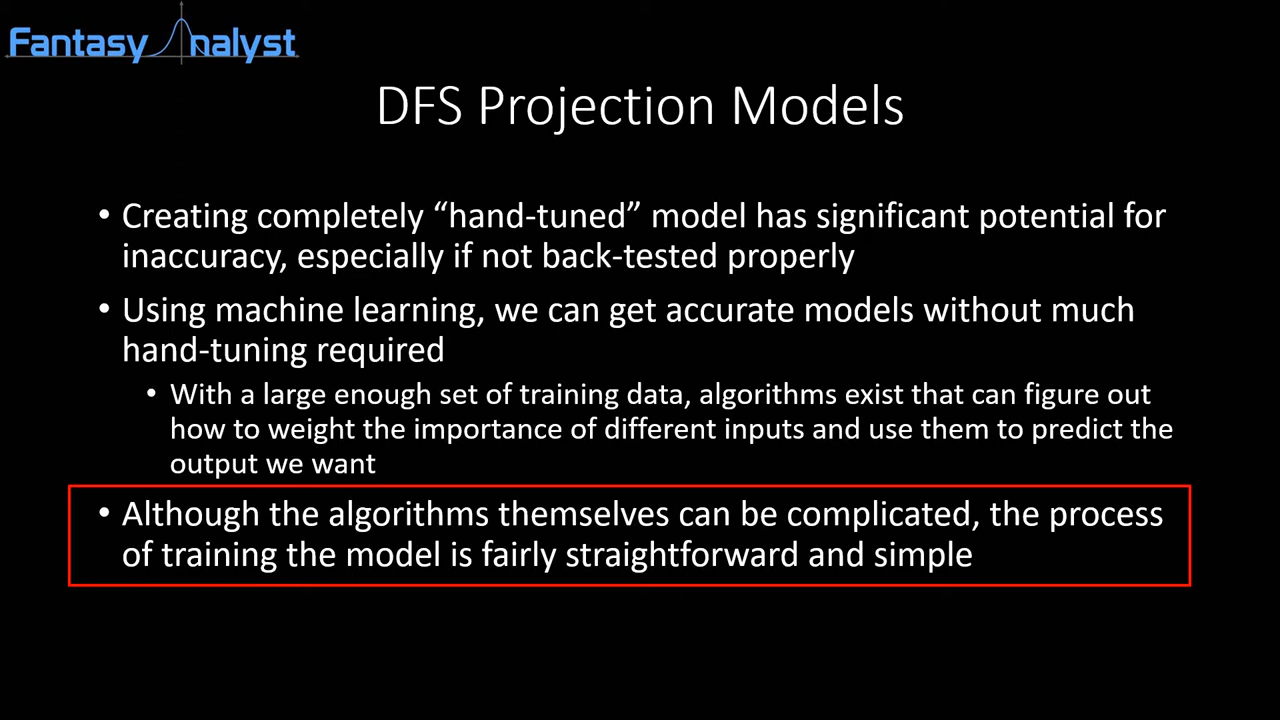 Fantasy Analyst
DFS Projection Models
• Creating completely “hand-tuned” model has significant potential for
inaccuracy, especially if not back-tested properly
• Using machine learning, we can get accurate models without much
hand-tuning required
• With a large enough set of training data, algorithms exist that can figure out
how to weight the importance of different inputs and use them to predict the
output we want
• Although the algorithms themselves can be complicated, the process
of training the model is fairly straightforward and simple